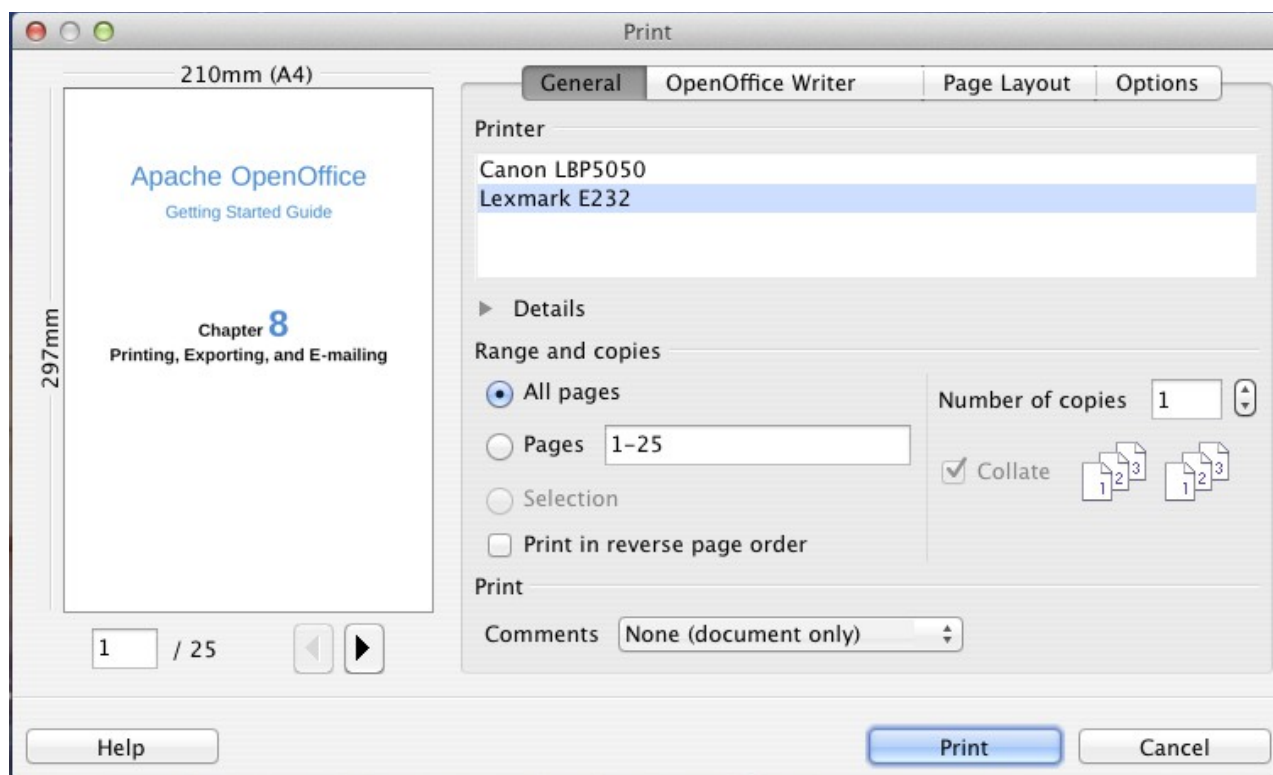 Print
210mm (A4)
297mm
Apache OpenOffice
Getting Started Guide
Chapter 8
Printing, Exporting, and E-mailing
1 / 25
General OpenOffice Writer Page Layout Options
Printer
Canon LBP5050
Lexmark E232
Details
Range and copies
All pages
Pages 1-25
Selection
Print in reverse page order
Number of copies 1
Collate 1 2 3 1 2 3
Print
Comments None (document only)
Help Print Cancel